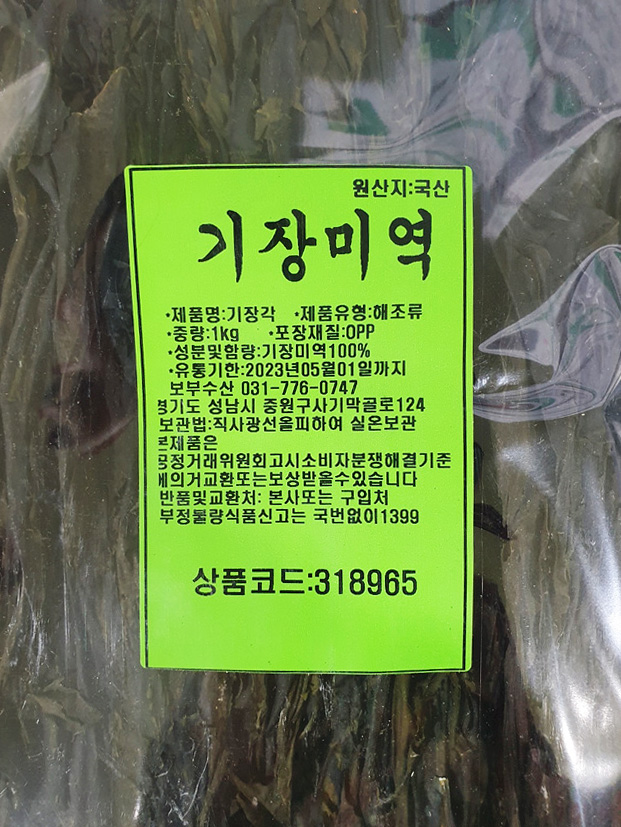 원산지:국산
기장미역
·제품명:기장각 ·제품유형:해조류
·중량:1kg ·포장재질:OPP
·성분및함량:기장미역100%
·유통기한:2023년05월01일까지
보부수산 031-776-0747
경기도 성남시 중원구사기막골로124
보관법:직사광선올피하여 실온보관
본제품은
공정거래위원회고시소비자분쟁해결기준
에의거교환또는보상받을수있습니다
반품및교환처: 본사또는 구입처
부정불량식품신고는 국번없이1399
상품코드:318965